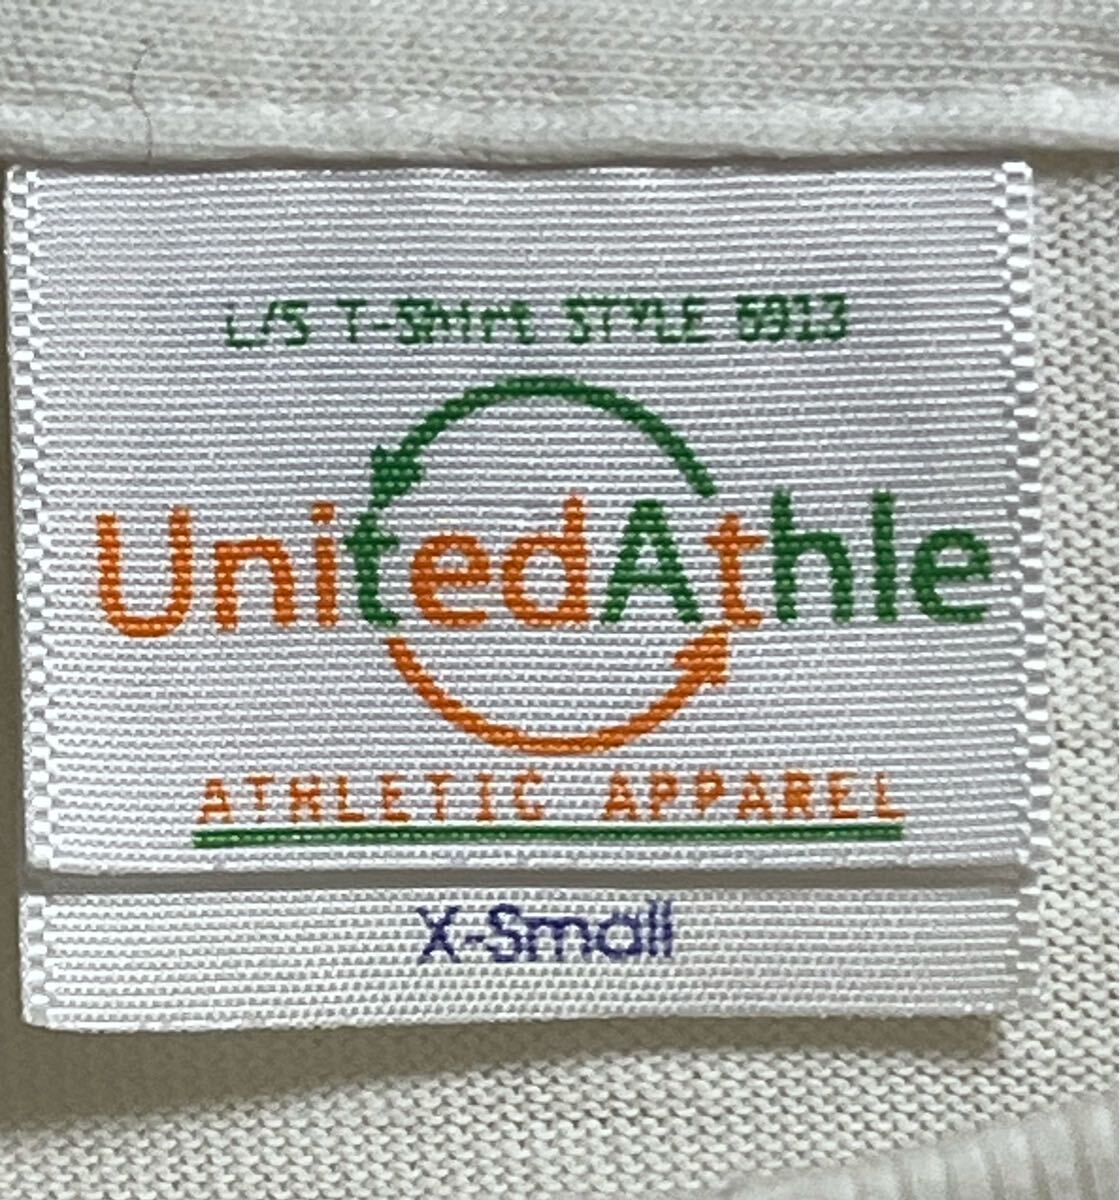 L/S T-Shirt STYLE 5913
UnitedAthle
ATHLETIC APPAREL
X-Small